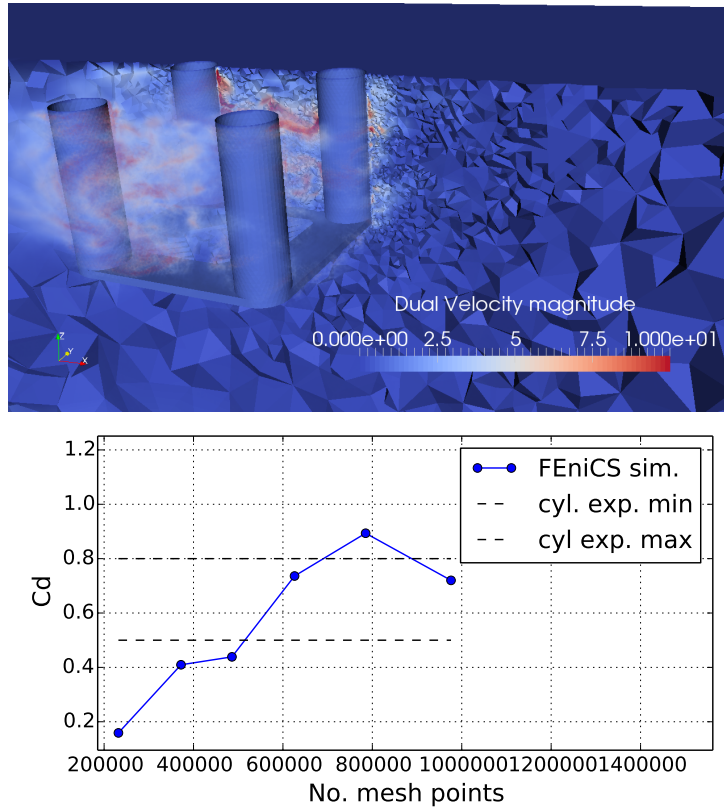 Dual Velocity magnitude
0.000e+00 2.5 5 7.5 1.000e+01
Z
Y
X
1.2
1.0
0.8
0.6
0.4
0.2
Cd
FEniCS sim.
cyl. exp. min
cyl exp. max
200000 400000 600000 800000 1000000 1200000 1400000
No. mesh points